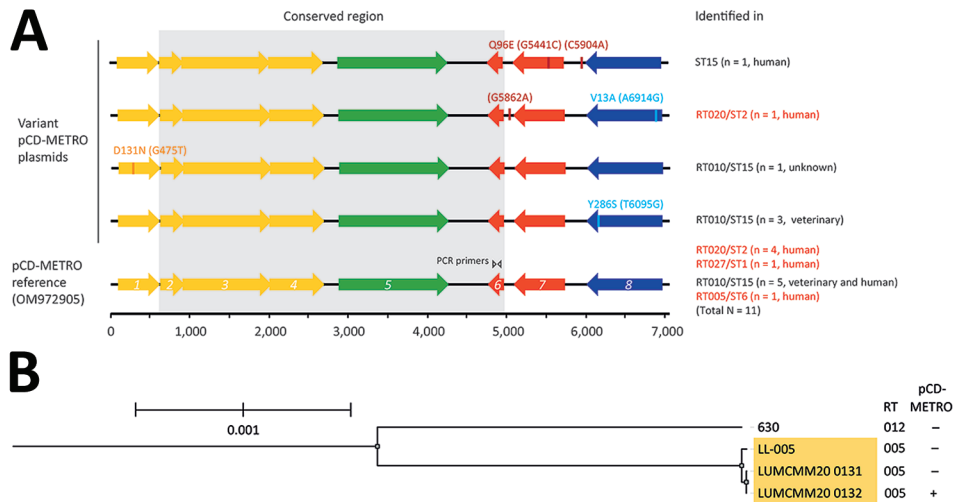 A
Conserved region
Identified in
Q96E (G5441C) (C5904A)
ST15 (n = 1, human)
(G5862A)
V13A (A6914G)
RT020/ST2 (n = 1, human)
Variant
pCD-METRO
plasmids
D131N (G475T)
RT010/ST15 (n = 1, unknown)
Y286S (T6095G)
RT010/ST15 (n = 3, veterinary)
pCD-METRO
reference
(OM972905)
PCR primers
1 2 3 4 5 6 7 8
RT020/ST2 (n = 4, human)
RT027/ST1 (n = 1, human)
RT010/ST15 (n = 5, veterinary and human)
RT005/ST6 (n = 1, human)
(Total N = 11)
0 1,000 2,000 3,000 4,000 5,000 6,000 7,000
B
0.001
RT pCD-METRO
630 012 –
LL-005 005 –
LUMCMM20 0131 005 –
LUMCMM20 0132 005 +